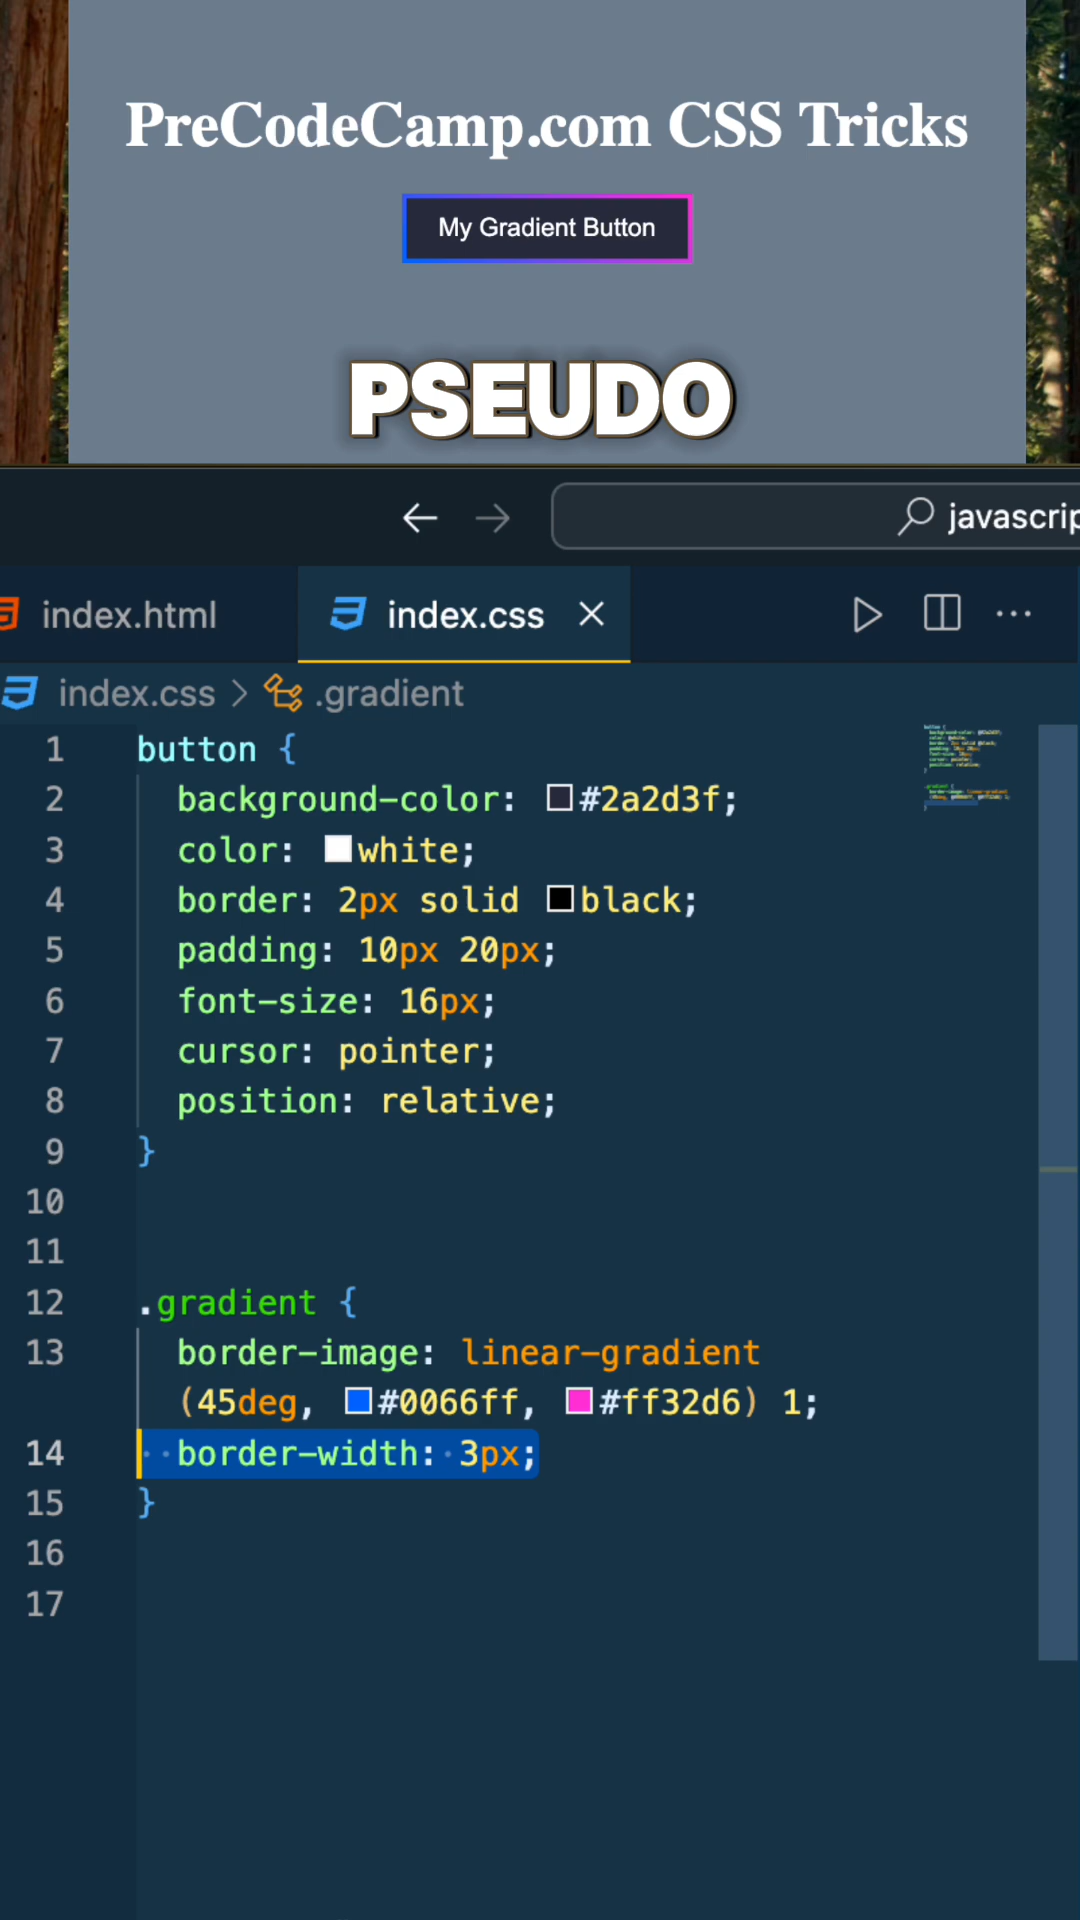 PreCodeCamp.com CSS Tricks
My Gradient Button
PSEUDO
javascrip
index.html
index.css
index.css > .gradient
1 button {
2 background-color: #2a2d3f;
3 color: white;
4 border: 2px solid black;
5 padding: 10px 20px;
6 font-size: 16px;
7 cursor: pointer;
8 position: relative;
9 }
10
11
12 .gradient {
13 border-image: linear-gradient
(45deg, #0066ff, #ff32d6) 1;
14 border-width: 3px;
15 }
16
17